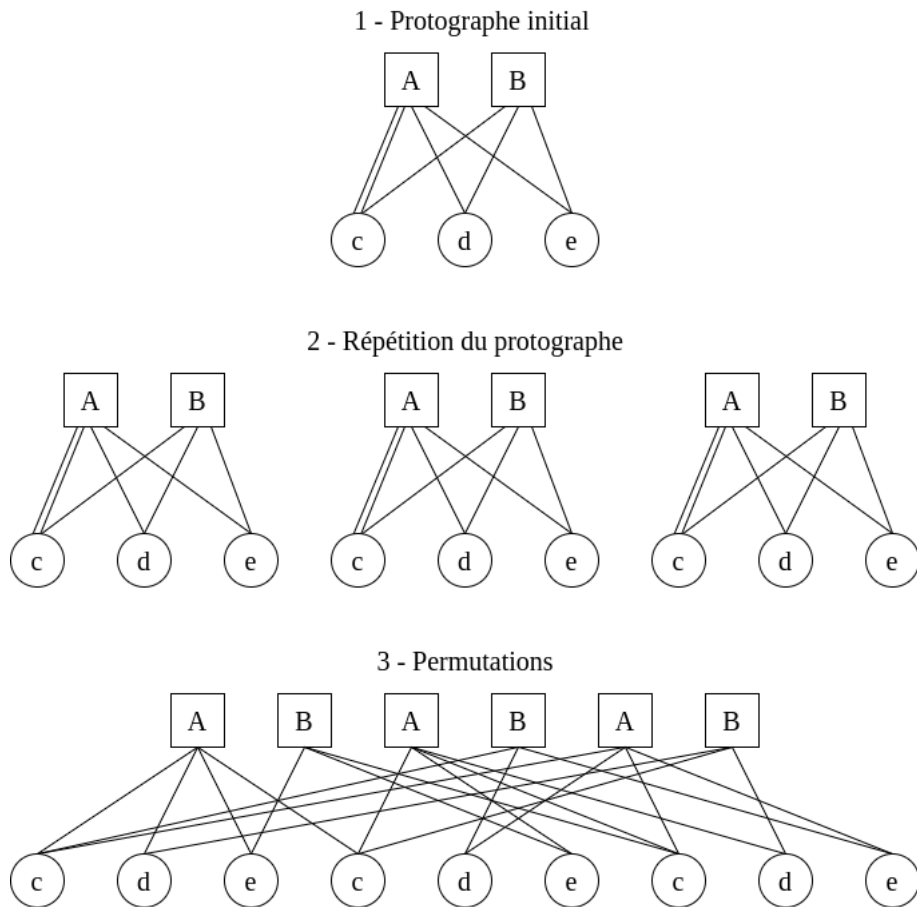 1 - Protographe initial
A B
c d e
2 - Répétition du protographe
A B A B A B
c d e c d e c d e
3 - Permutations
A B A B A B
c d e c d e c d e